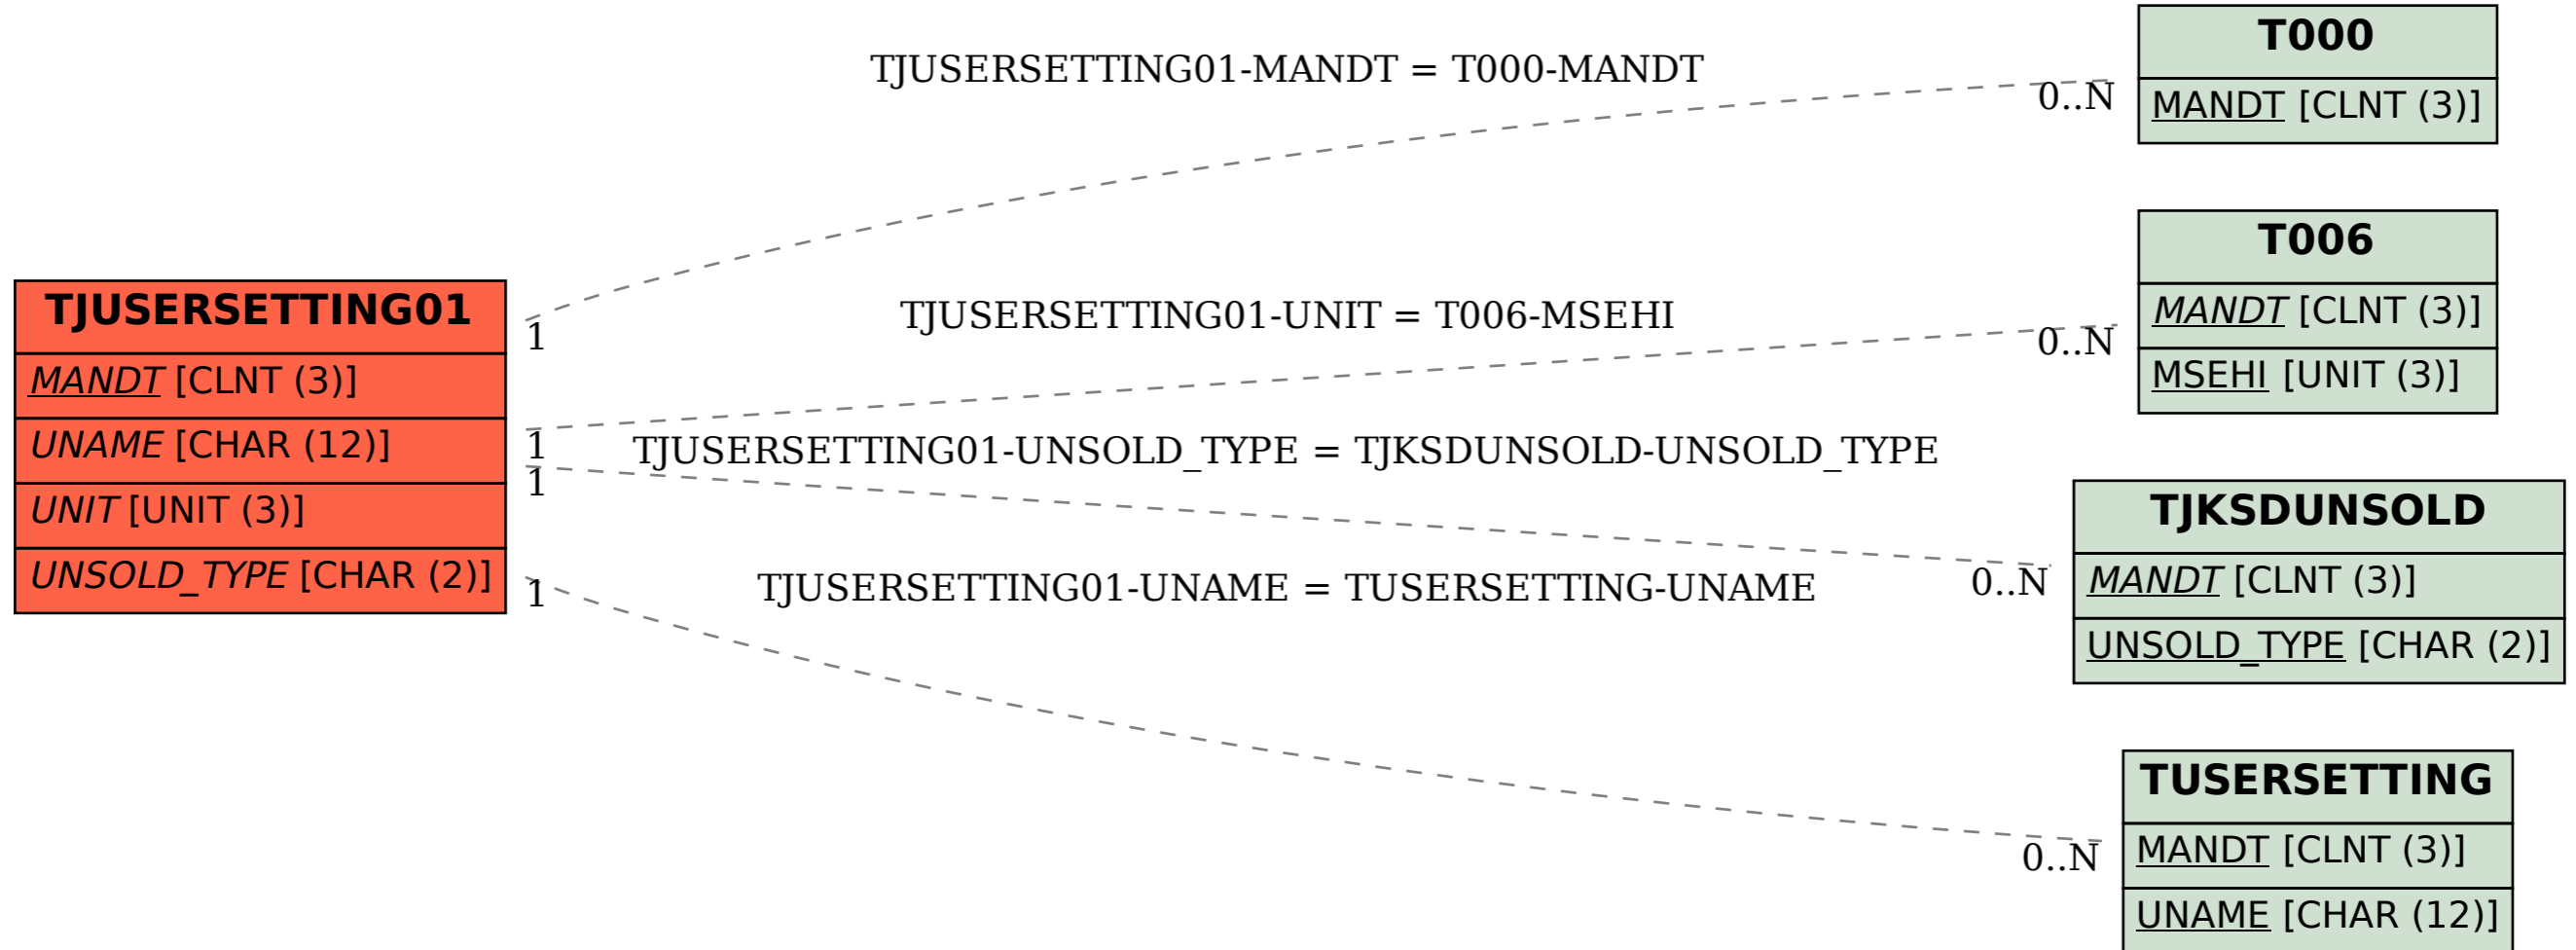 T000
MANDT [CLNT (3)]
TJUSERSETTING01-MANDT = T000-MANDT
0..N
T006
MANDT [CLNT (3)]
MSEHI [UNIT (3)]
TJUSERSETTING01
MANDT [CLNT (3)]
UNAME [CHAR (12)]
UNIT [UNIT (3)]
UNSOLD_TYPE [CHAR (2)]
1
TJUSERSETTING01-UNIT = T006-MSEHI
0..N
1
TJUSERSETTING01-UNSOLD_TYPE = TJKSDUNSOLD-UNSOLD_TYPE
1
0..N
TJKSDUNSOLD
MANDT [CLNT (3)]
UNSOLD_TYPE [CHAR (2)]
1
TJUSERSETTING01-UNAME = TUSERSETTING-UNAME
0..N
TUSERSETTING
MANDT [CLNT (3)]
UNAME [CHAR (12)]